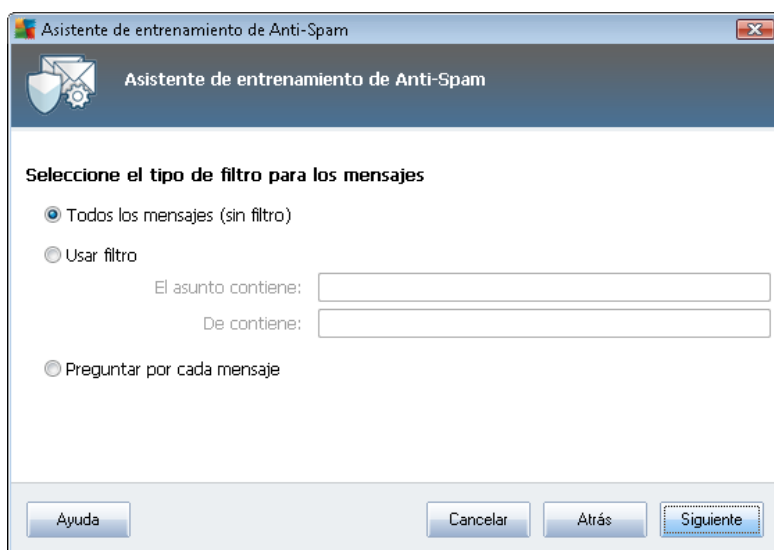 Asistente de entrenamiento de Anti-Spam
Asistente de entrenamiento de Anti-Spam
Seleccione el tipo de filtro para los mensajes
Todos los mensajes (sin filtro)
Usar filtro
El asunto contiene:
De contiene:
Preguntar por cada mensaje
Ayuda
Cancelar
Atrás
Siguiente